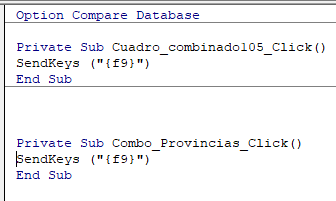 Option Compare Database
Private Sub Cuadro_combinado105_Click()
SendKeys ("{f9}")
End Sub
Private Sub Combo_Provincias_Click()
SendKeys ("{f9}")
End Sub